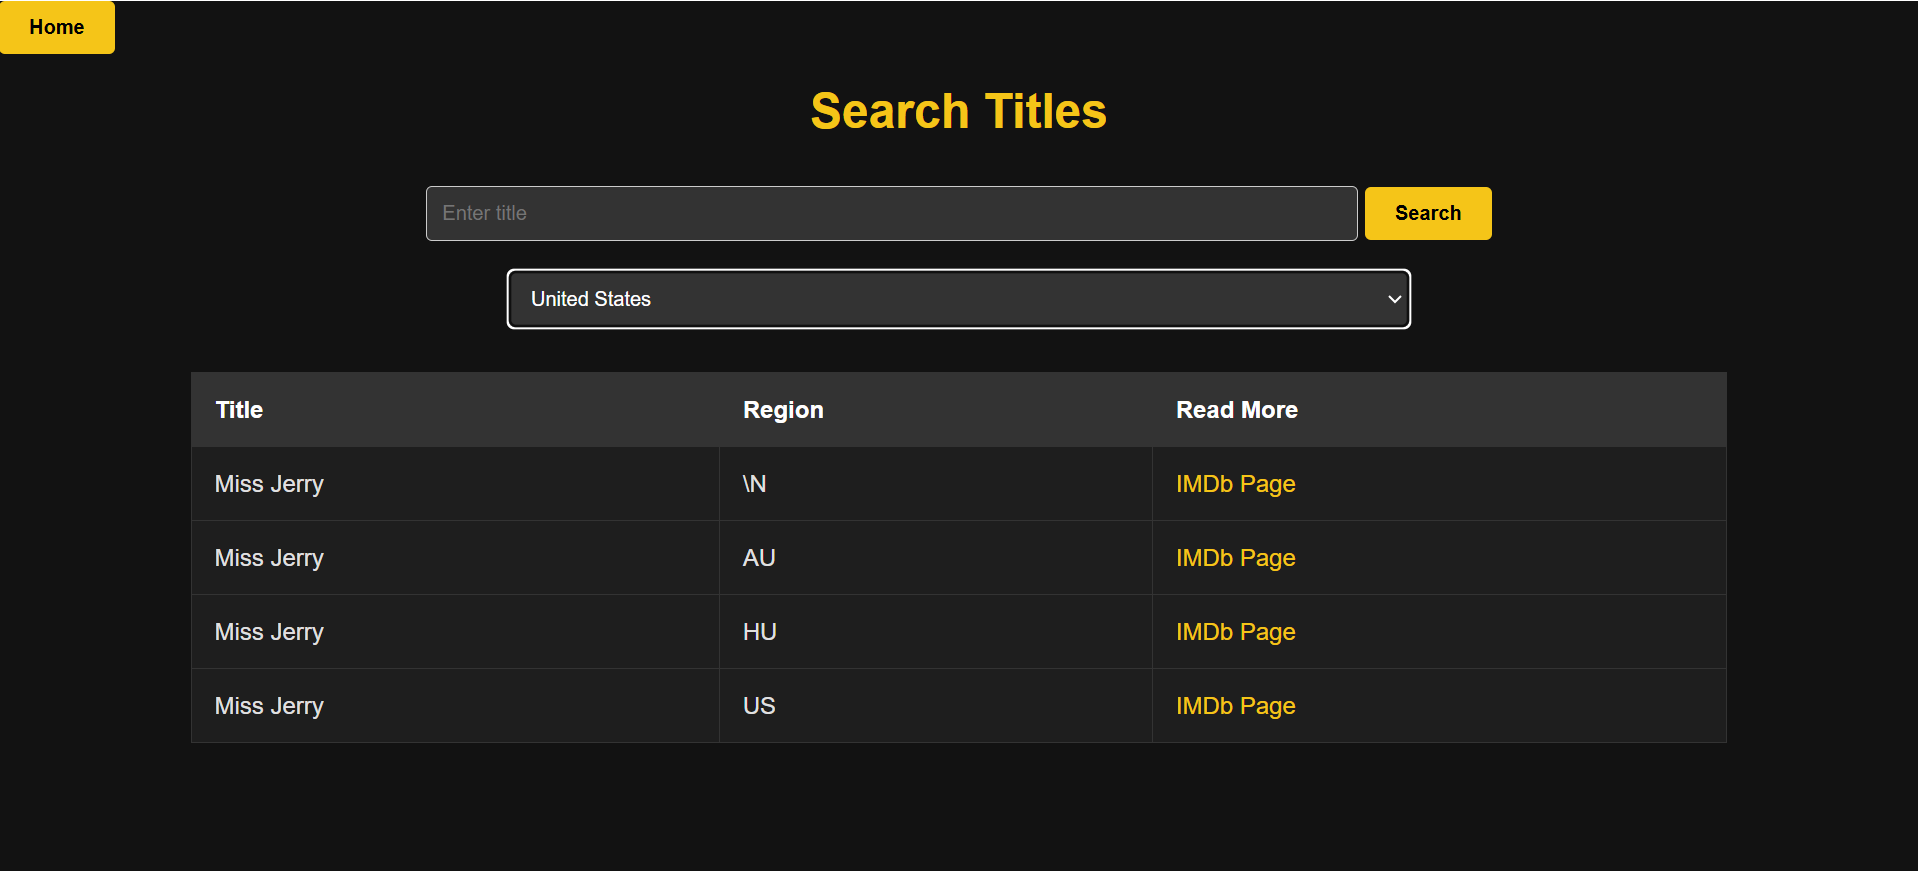 Home
Search Titles
Enter title
Search
United States
Title Region Read More
Miss Jerry \N IMDb Page
Miss Jerry AU IMDb Page
Miss Jerry HU IMDb Page
Miss Jerry US IMDb Page